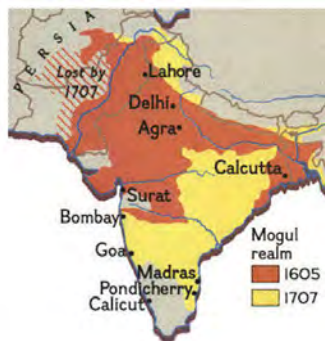 PERSIA
Lost by
1707
Lahore
Delhi
Agra
Calcutta
Surat
Bombay
Goa
Madras
Pondicherry
Calicut
Mogul
realm
1605
1707